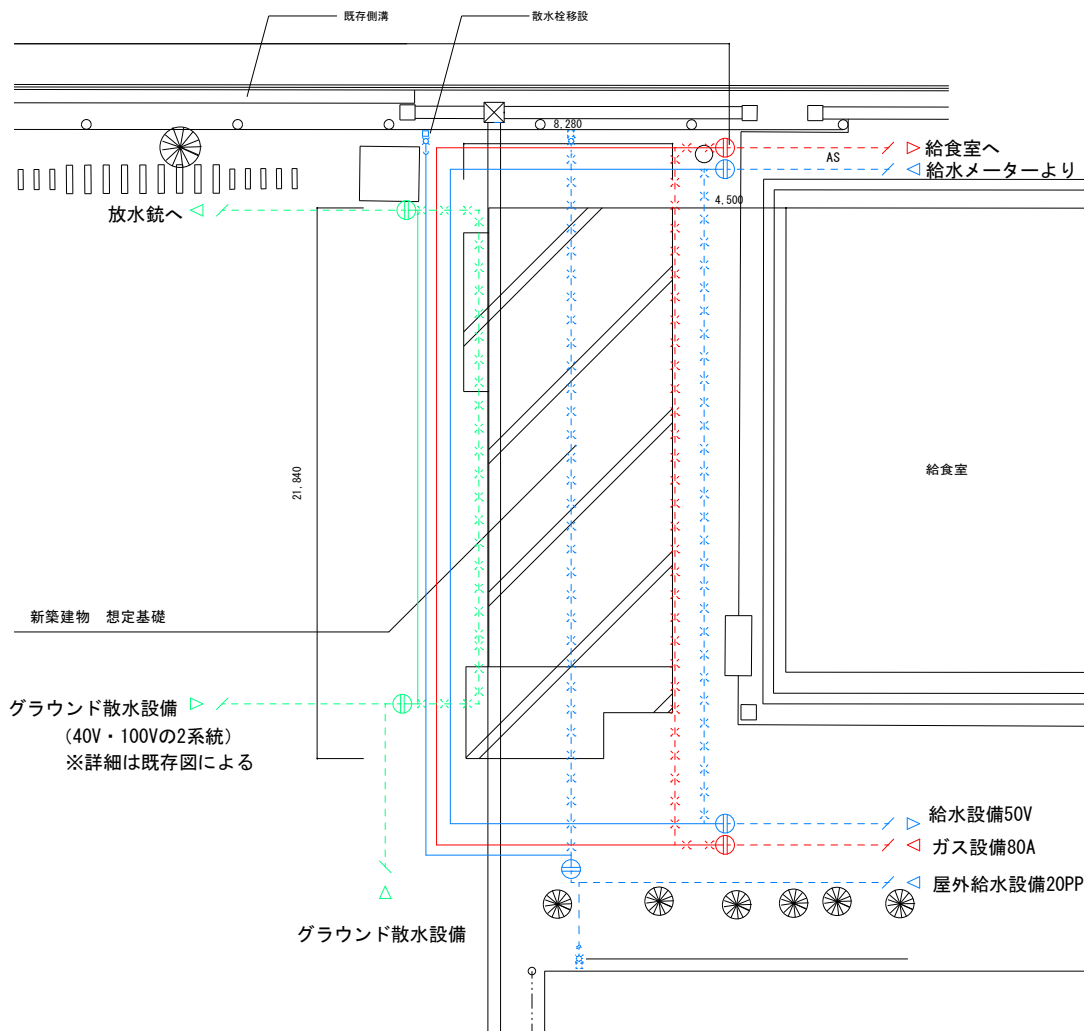 既存側溝
散水栓移設
8,280
AS
給食室へ
給水メーターより
4,500
放水銃へ
21,840
給食室
新築建物 想定基礎
グラウンド散水設備
(40V・100Vの2系統)
※詳細は既存図による
給水設備50V
ガス設備80A
屋外給水設備20PP
グラウンド散水設備